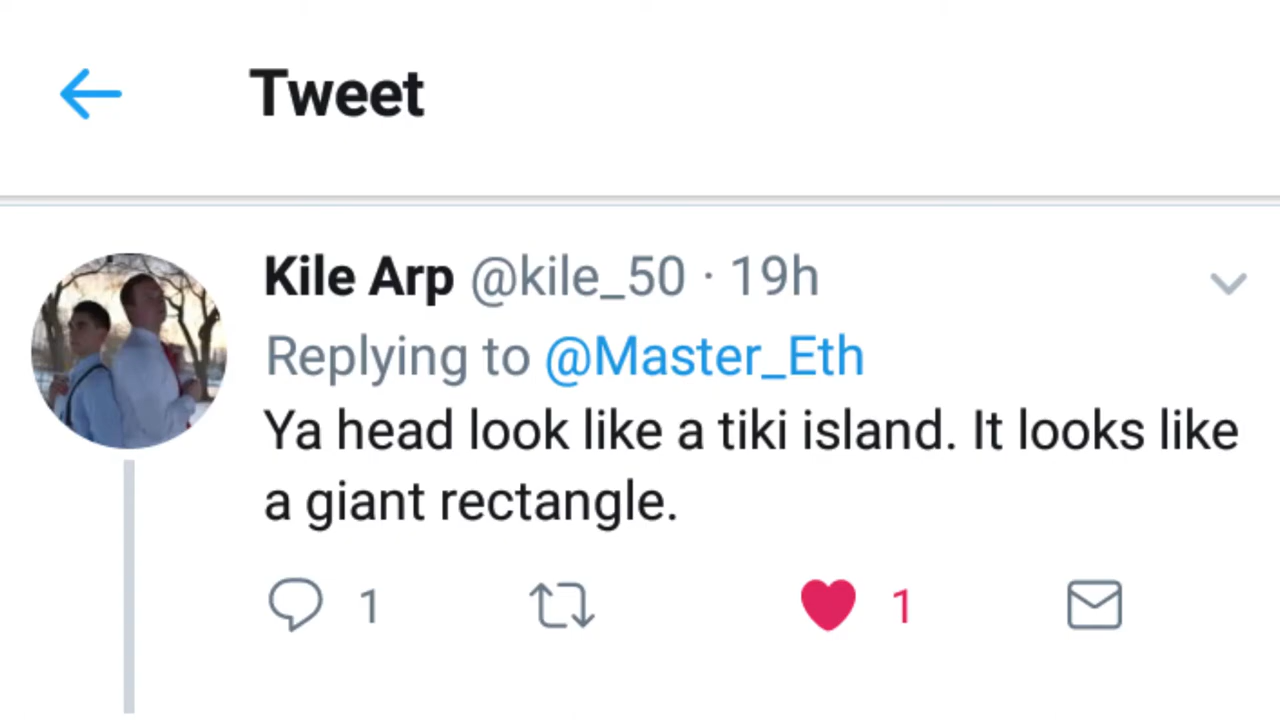 Tweet
Kile Arp @kile_50 · 19h
Replying to @Master_Eth
Ya head look like a tiki island. It looks like
a giant rectangle.
1 1